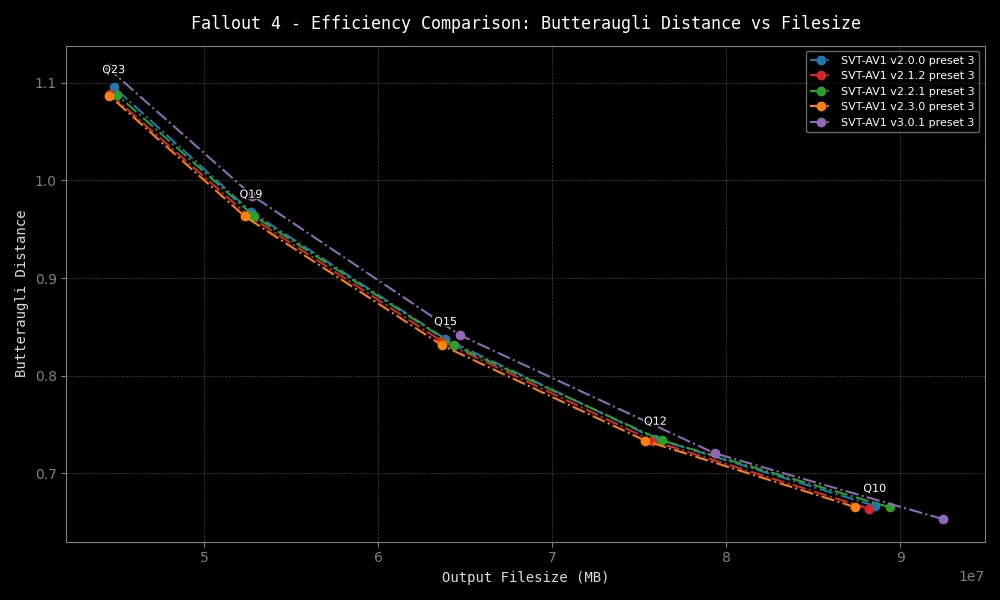 Fallout 4 - Efficiency Comparison: Butteraugli Distance vs Filesize
SVT-AV1 v2.0.0 preset 3
SVT-AV1 v2.1.2 preset 3
SVT-AV1 v2.2.1 preset 3
SVT-AV1 v2.3.0 preset 3
SVT-AV1 v3.0.1 preset 3
Q23
Q19
Q15
Q12
Q10
1.1
1.0
0.9
0.8
0.7
Butteraugli Distance
5 6 7 8 9
1e7
Output Filesize (MB)